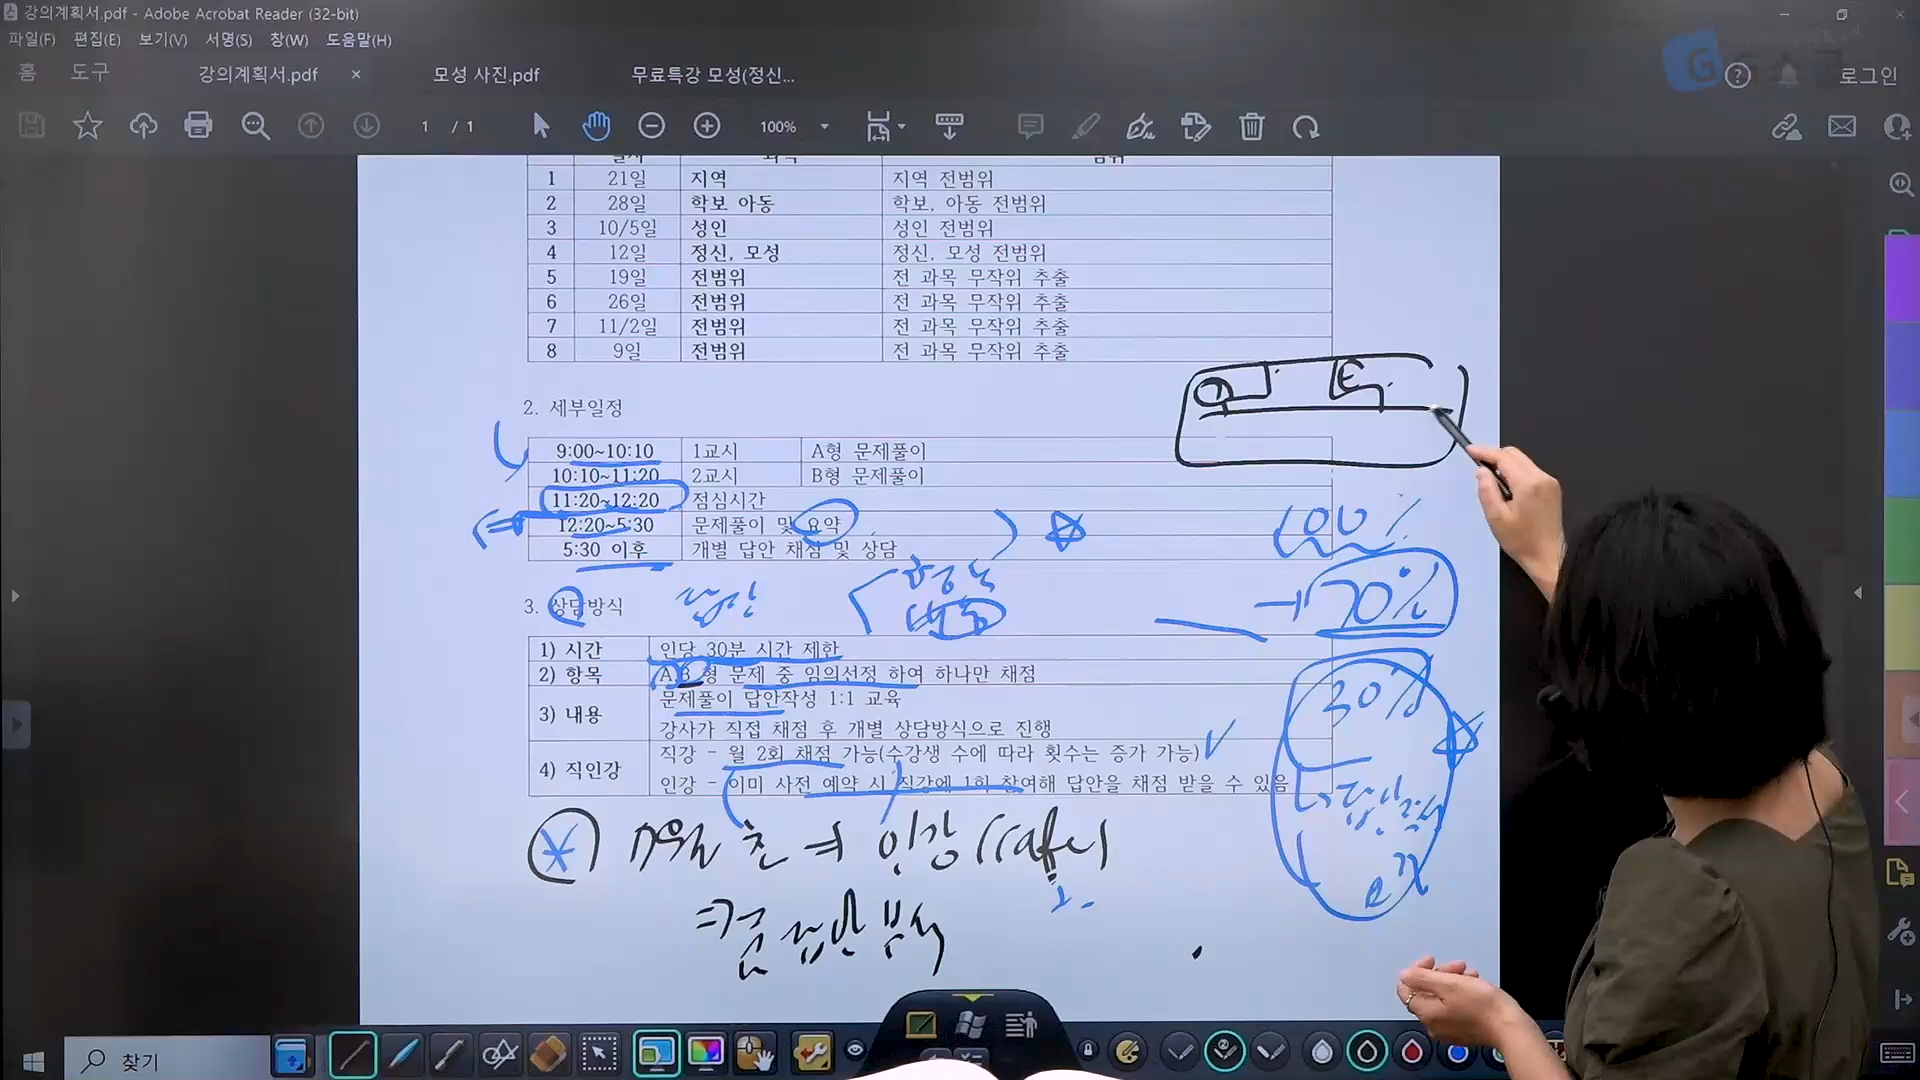 강의계획서.pdf - Adobe Acrobat Reader (32-bit)
파일(F) 편집(E) 보기(V) 서명(S) 창(W) 도움말(H)
홈 도구 강의계획서.pdf × 모성 사진.pdf 무료특강 모성(정신... 로그인
1 / 1 100%
1 21일 지역 지역 전범위
2 28일 학보 아동 학보, 아동 전범위
3 10/5일 성인 성인 전범위
4 12일 정신, 모성 정신, 모성 전범위
5 19일 전범위 전 과목 무작위 추출
6 26일 전범위 전 과목 무작위 추출
7 11/2일 전범위 전 과목 무작위 추출
8 9일 전범위 전 과목 무작위 추출
2. 세부일정
9:00~10:10 1교시 A형 문제풀이
10:10~11:20 2교시 B형 문제풀이
11:20~12:20 점심시간
12:20~5:30 문제풀이 및 요약
5:30 이후 개별 답안 채점 및 상담
100%
70%
3. 상담방식 답안
1) 시간 인당 30분 시간 제한
2) 항목 A,B 형 문제 중 임의선정 하여 하나만 채점
3) 내용 문제풀이 답안작성 1:1 교육
강사가 직접 채점 후 개별 상담방식으로 진행
4) 직인강 직강 - 월 2회 채점 가능(수강생 수에 따라 횟수는 증가 가능)
인강 - 이미 사전 예약 시 직강에 1회 참여해 답안을 채점 받을 수 있음
30%
답안
초 인강
답안 분석
찾기